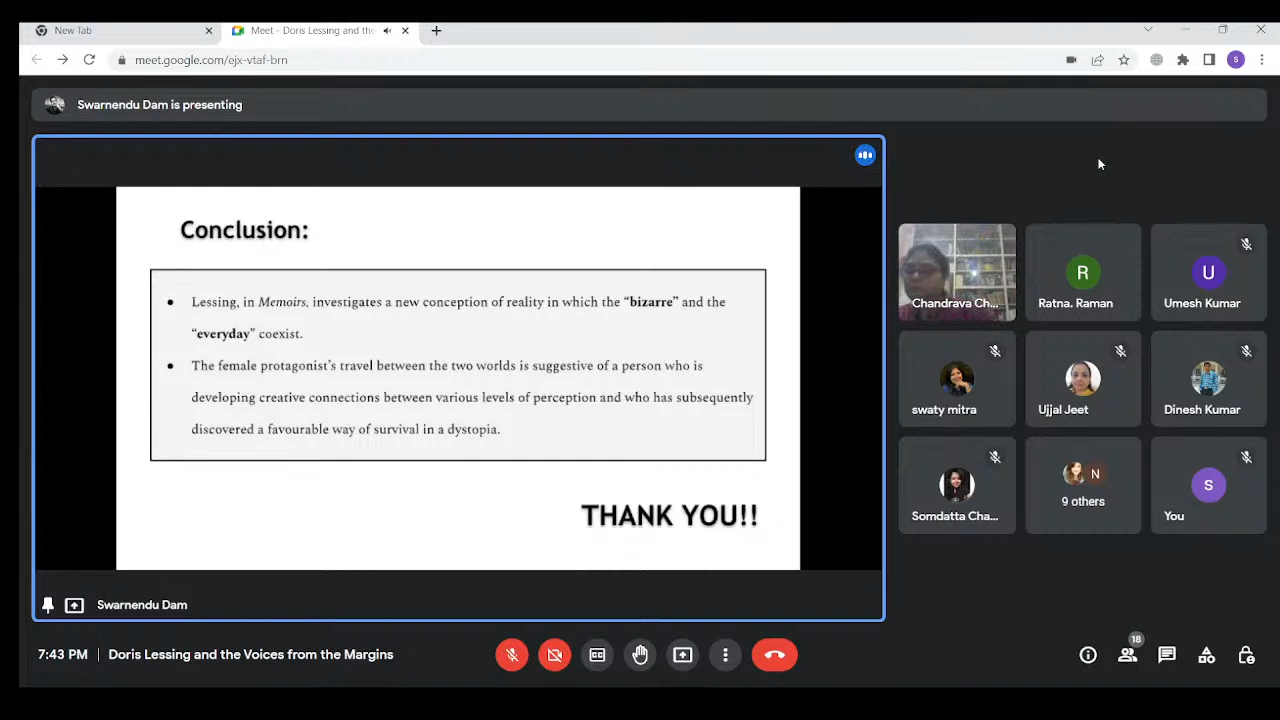 New Tab
Meet - Doris Lessing and the
meet.google.com/ejx-vtaf-brn
S
Swarnendu Dam is presenting
Conclusion:
• Lessing, in Memoirs, investigates a new conception of reality in which the “bizarre” and the
“everyday” coexist.
• The female protagonist’s travel between the two worlds is suggestive of a person who is
developing creative connections between various levels of perception and who has subsequently
discovered a favourable way of survival in a dystopia.
THANK YOU!!
Swarnendu Dam
Chandrava Ch...
R
Ratna. Raman
U
Umesh Kumar
swaty mitra
Ujjal Jeet
Dinesh Kumar
Somdatta Cha...
N
9 others
S
You
7:43 PM | Doris Lessing and the Voices from the Margins
CC
18